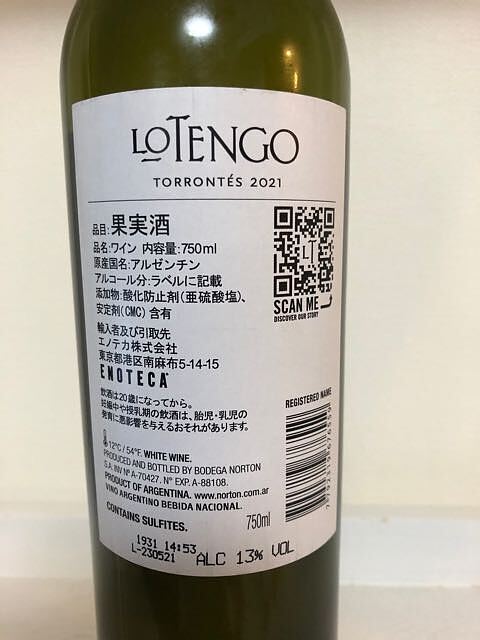 LOTENGO
TORRONTÉS 2021
品目:果実酒
品名:ワイン 内容量:750ml
原産国名:アルゼンチン
アルコール分:ラベルに記載
添加物:酸化防止剤(亜硫酸塩)、
安定剤(CMC) 含有
輸入者及び引取先
エノテカ株式会社
東京都港区南麻布5-14-15
ENOTECA
飲酒は20歳になってから。
妊娠中や授乳期の飲酒は、胎児・乳児の
発育に悪影響を与えるおそれがあります。
LT
SCAN ME
DISCOVER OUR STORY
REGISTERED NAME
12°C / 54°F. WHITE WINE.
PRODUCED AND BOTTLED BY BODEGA NORTON
S.A. INV N° A-70427. N° EXP. A-88108.
PRODUCT OF ARGENTINA. www.norton.com.ar
VINO ARGENTINO BEBIDA NACIONAL.
CONTAINS SULFITES.
750ml
1931 14:53
L-230521
ALC 13% VOL